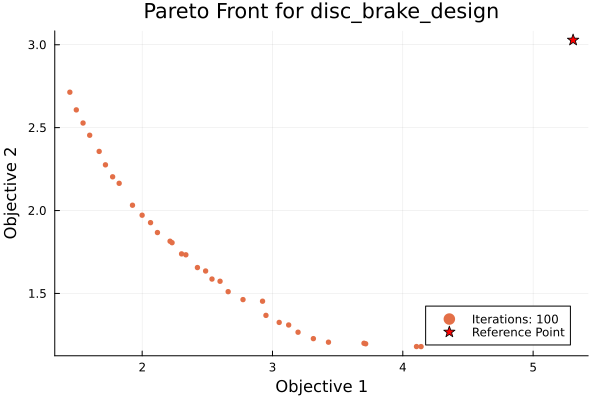 Pareto Front for disc_brake_design
3.0
2.5
2.0
1.5
Objective 2
2
3
4
5
Objective 1
Iterations: 100
Reference Point